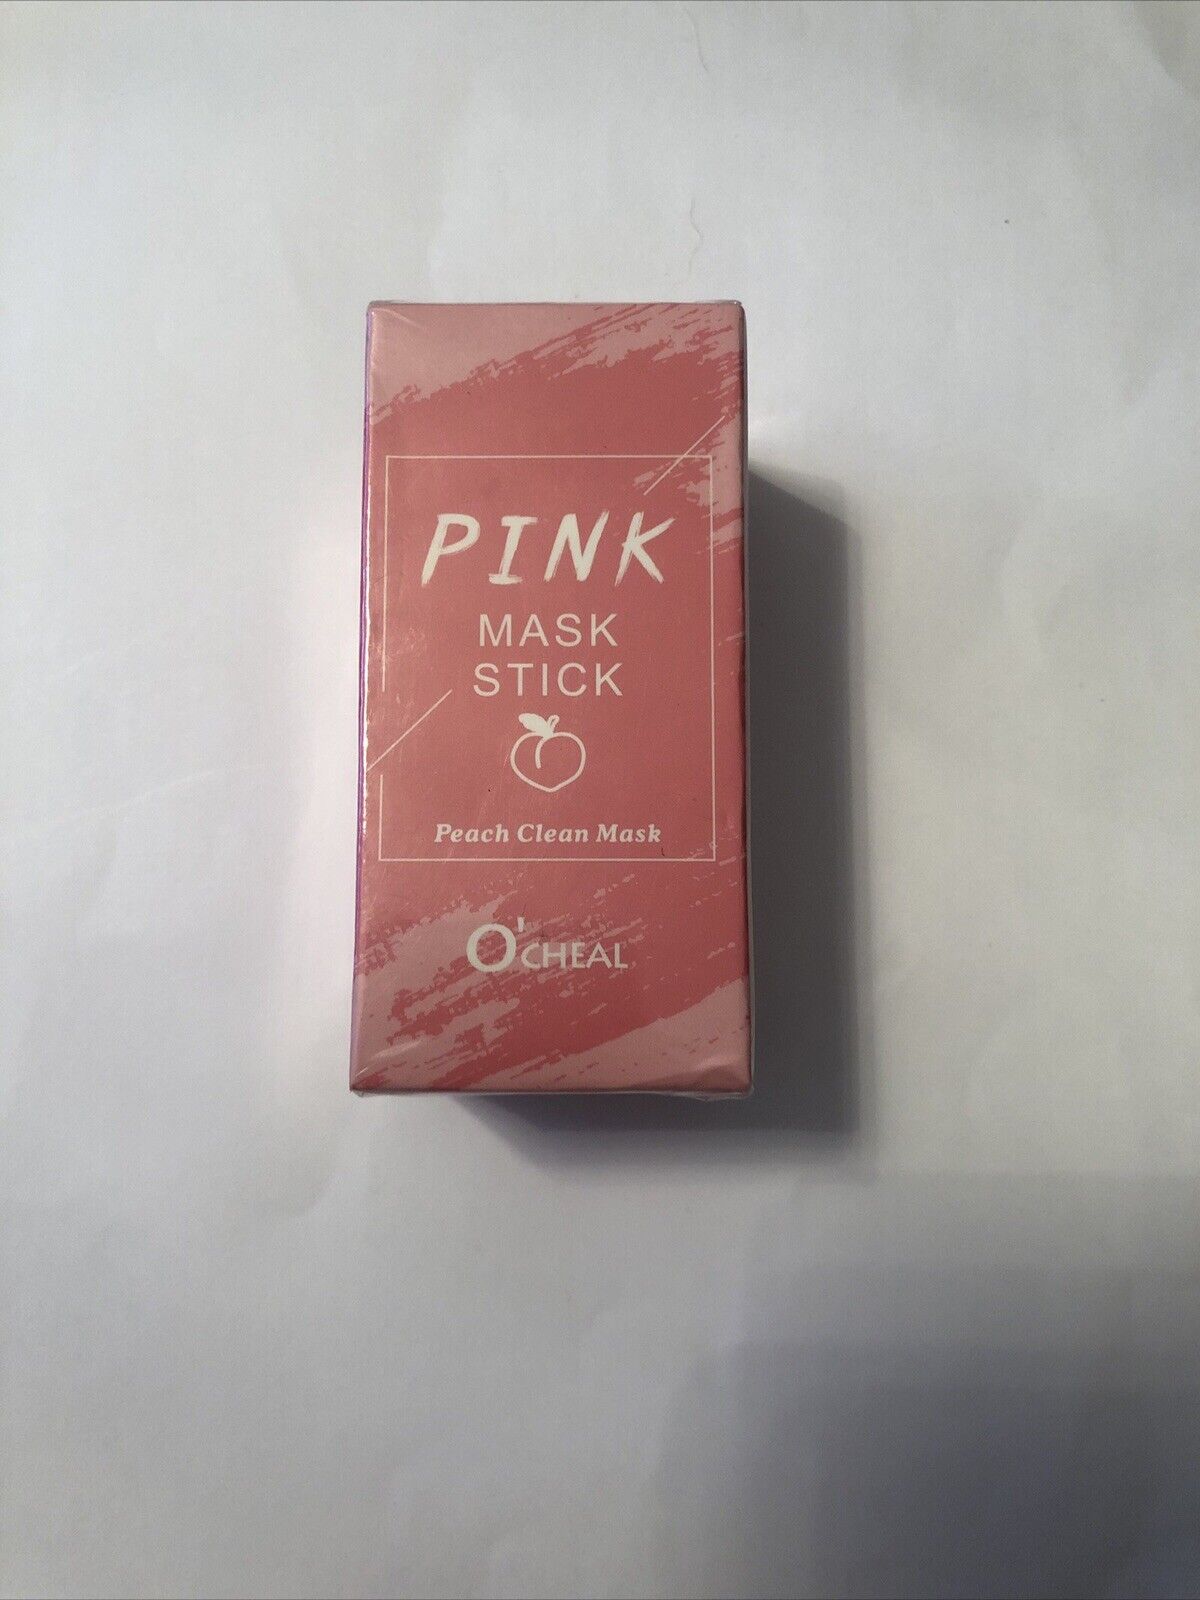 PINK
MASK
STICK
Peach Clean Mask
O'CHEAL